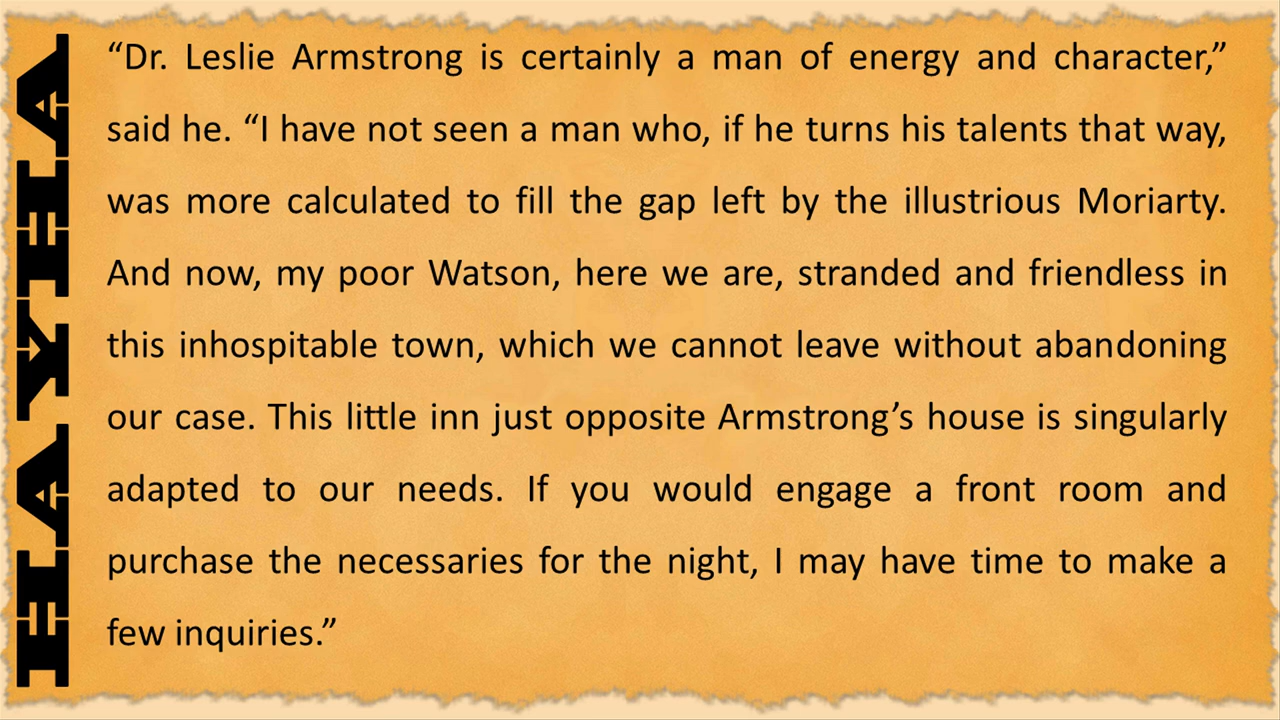 HAYHA
“Dr. Leslie Armstrong is certainly a man of energy and character,”
said he. “I have not seen a man who, if he turns his talents that way,
was more calculated to fill the gap left by the illustrious Moriarty.
And now, my poor Watson, here we are, stranded and friendless in
this inhospitable town, which we cannot leave without abandoning
our case. This little inn just opposite Armstrong’s house is singularly
adapted to our needs. If you would engage a front room and
purchase the necessaries for the night, I may have time to make a
few inquiries.”